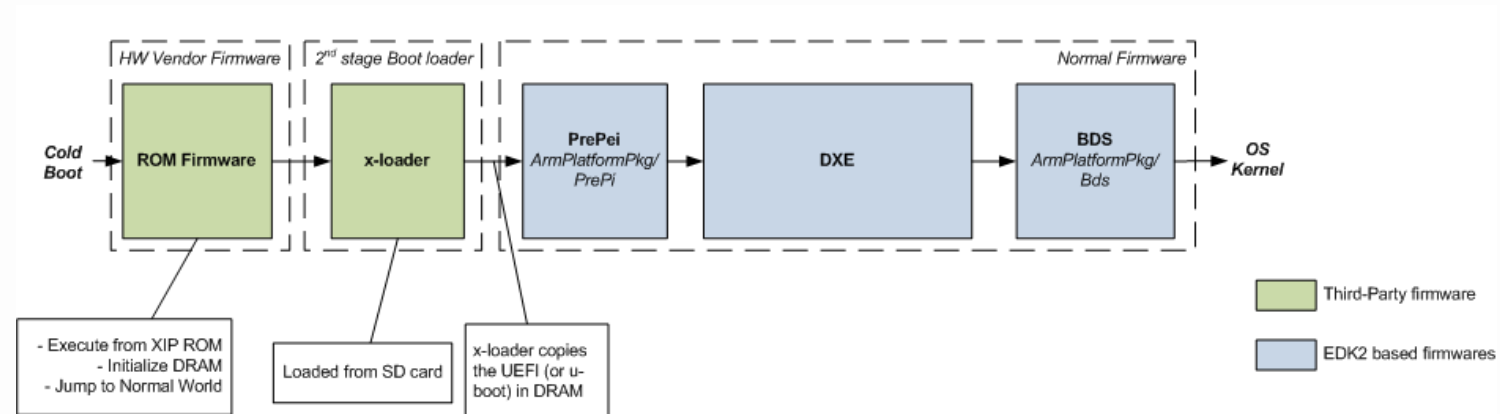 HW Vendor Firmware
2nd stage Boot loader
Normal Firmware
Cold
Boot
ROM Firmware
x-loader
PrePei
ArmPlatformPkg/
PrePi
DXE
BDS
ArmPlatformPkg/
Bds
OS
Kernel
- Execute from XIP ROM
- Initialize DRAM
- Jump to Normal World
Loaded from SD card
x-loader copies
the UEFI (or u-
boot) in DRAM
Third-Party firmware
EDK2 based firmwares